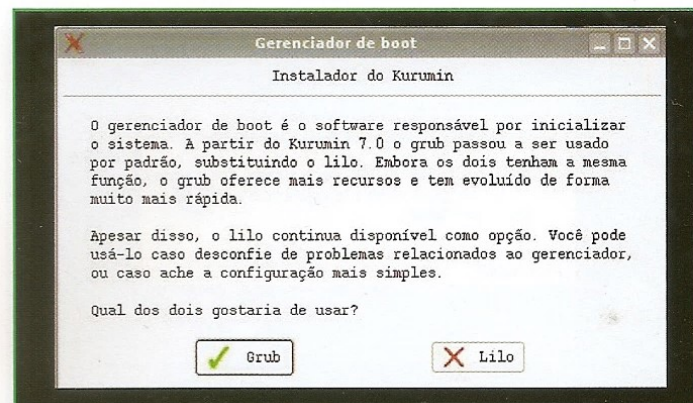 Gerenciador de boot
Instalador do Kurumin
O gerenciador de boot é o software responsável por inicializar
o sistema. A partir do Kurumin 7.0 o grub passou a ser usado
por padrão, substituindo o lilo. Embora os dois tenham a mesma
função, o grub oferece mais recursos e tem evoluído de forma
muito mais rápida.
Apesar disso, o lilo continua disponível como opção. Você pode
usá-lo caso desconfie de problemas relacionados ao gerenciador,
ou caso ache a configuração mais simples.
Qual dos dois gostaria de usar?
Grub
Lilo